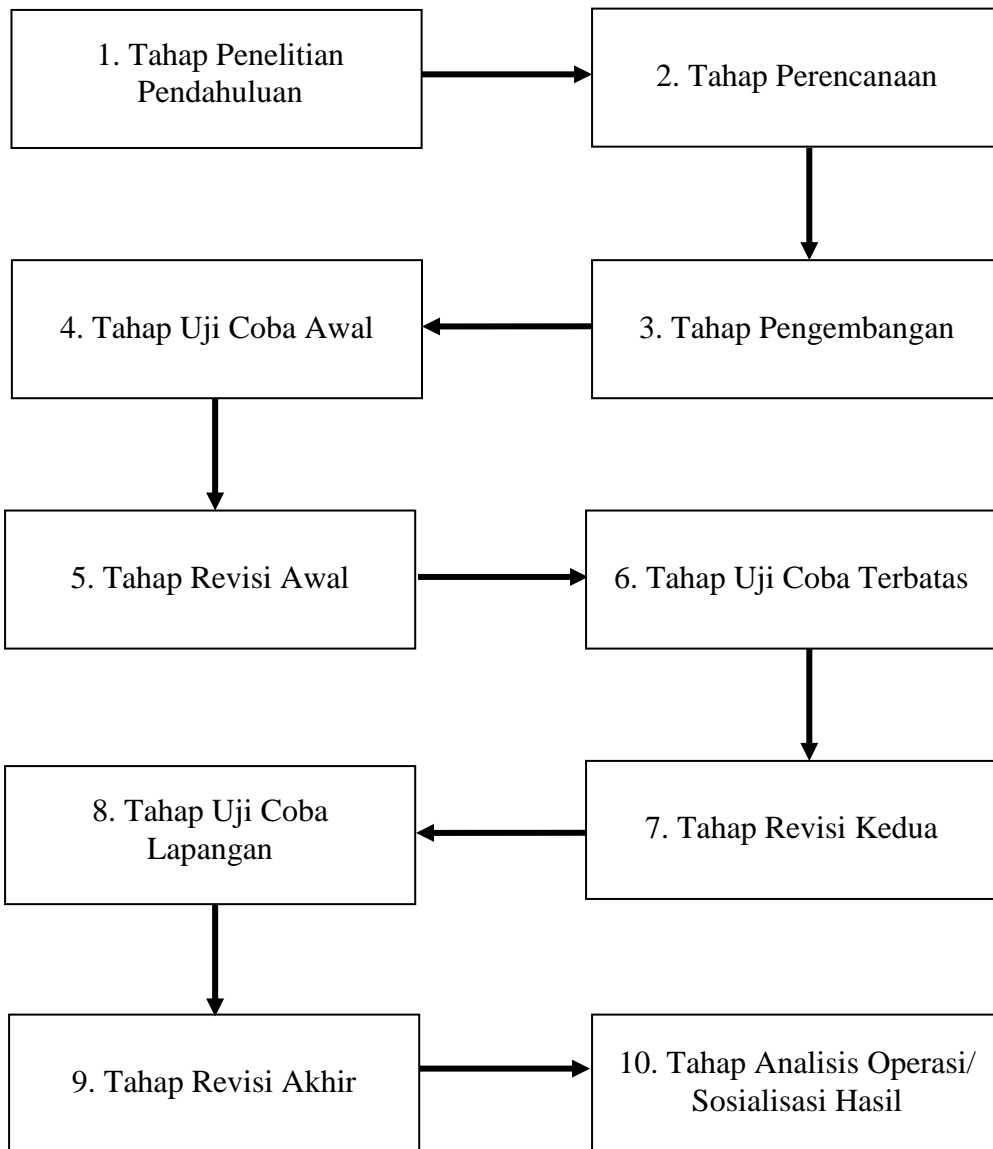 1. Tahap Penelitian
Pendahuluan
2. Tahap Perencanaan
3. Tahap Pengembangan
4. Tahap Uji Coba Awal
5. Tahap Revisi Awal
6. Tahap Uji Coba Terbatas
7. Tahap Revisi Kedua
8. Tahap Uji Coba
Lapangan
9. Tahap Revisi Akhir
10. Tahap Analisis Operasi/
Sosialisasi Hasil